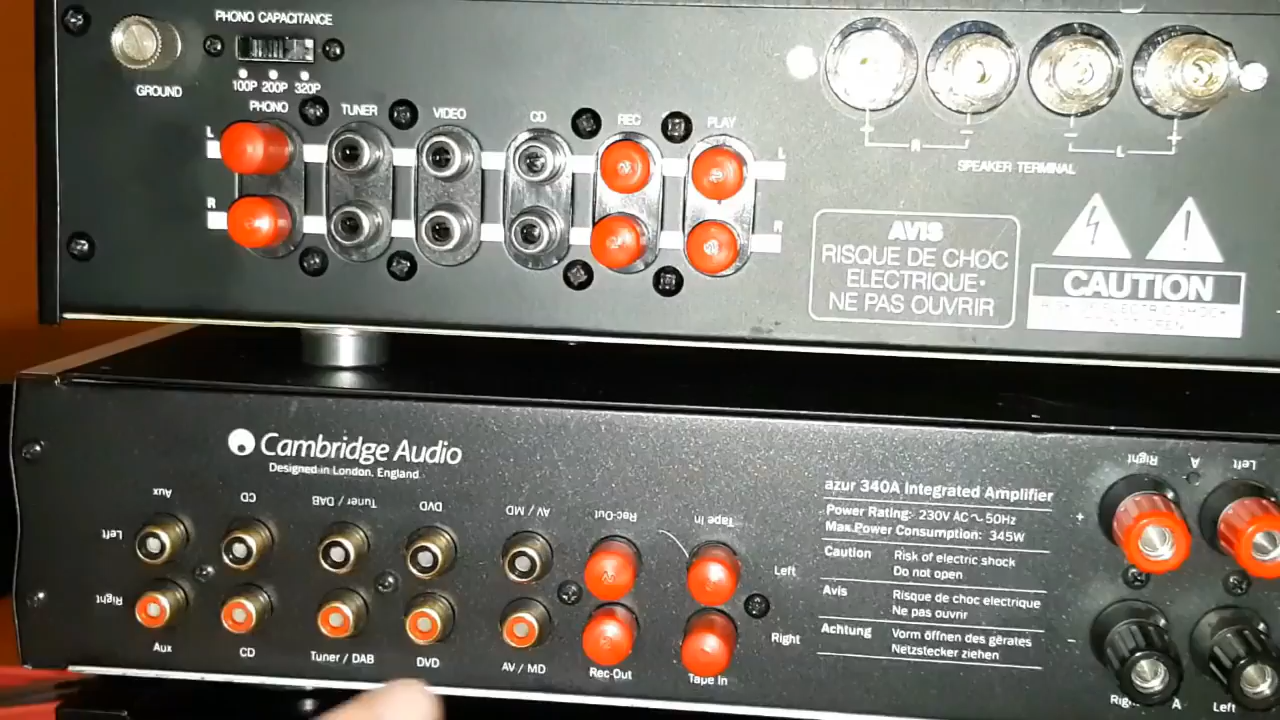 PHONO CAPACITANCE
GROUND
100P 200P 320P
PHONO TUNER VIDEO CD REC PLAY
L L
R R
+ - - +
R L
SPEAKER TERMINAL
AVIS
RISQUE DE CHOC
ELECTRIQUE·
NE PAS OUVRIR
CAUTION
Cambridge Audio
Designed in London, England
Aux CD Tuner / DAB DVD AV / MD Rec-Out Tape In
Left Left
Right Right
Aux CD Tuner / DAB DVD AV / MD Rec-Out Tape In
azur 340A Integrated Amplifier
Power Rating: 230V AC ~ 50Hz
Max Power Consumption: 345W
Caution Risk of electric shock
Do not open
Avis Risque de choc electrique
Ne pas ouvrir
Achtung Vorm öffnen des gerätes
Netzstecker ziehen
Right A Left
+
-
Right A Left